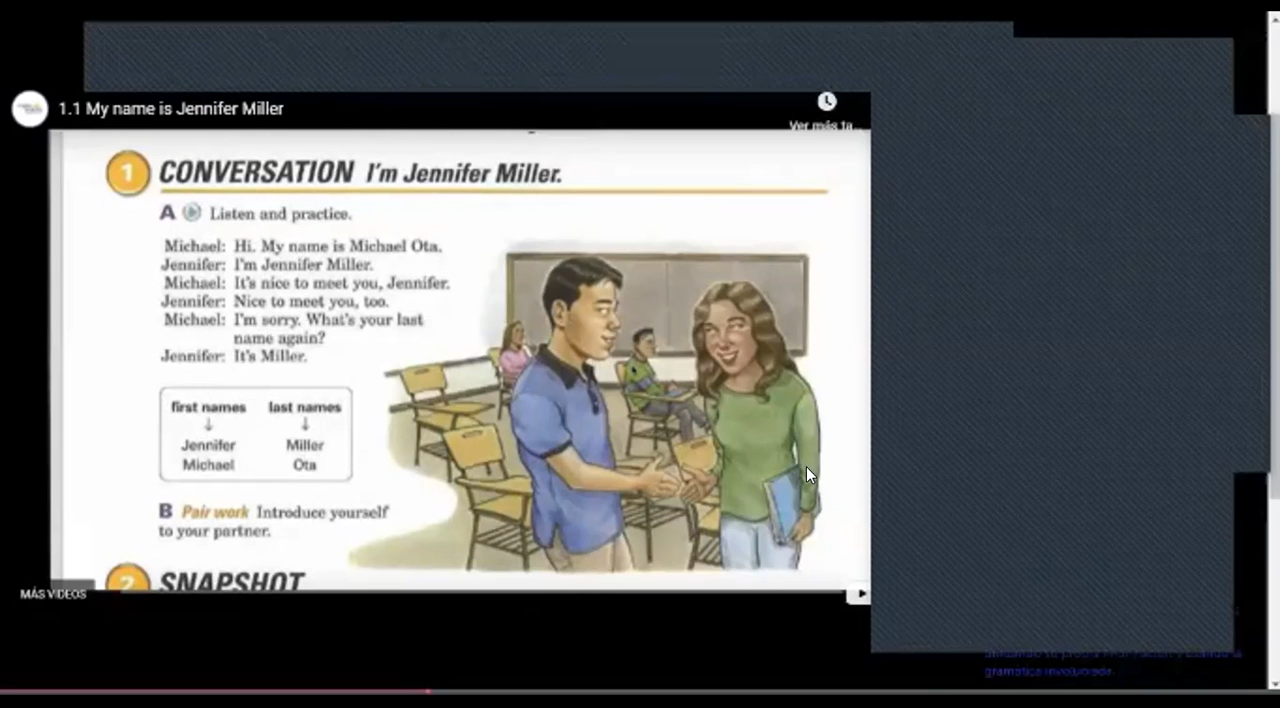 1.1 My name is Jennifer Miller
Ver más ta...
1 CONVERSATION I'm Jennifer Miller.
A Listen and practice.
Michael: Hi. My name is Michael Ota.
Jennifer: I'm Jennifer Miller.
Michael: It's nice to meet you, Jennifer.
Jennifer: Nice to meet you, too.
Michael: I'm sorry. What's your last
name again?
Jennifer: It's Miller.
first names last names
↓ ↓
Jennifer Miller
Michael Ota
B Pair work Introduce yourself
to your partner.
2 SNAPSHOT
MÁS VÍDEOS
gramática involucrada.